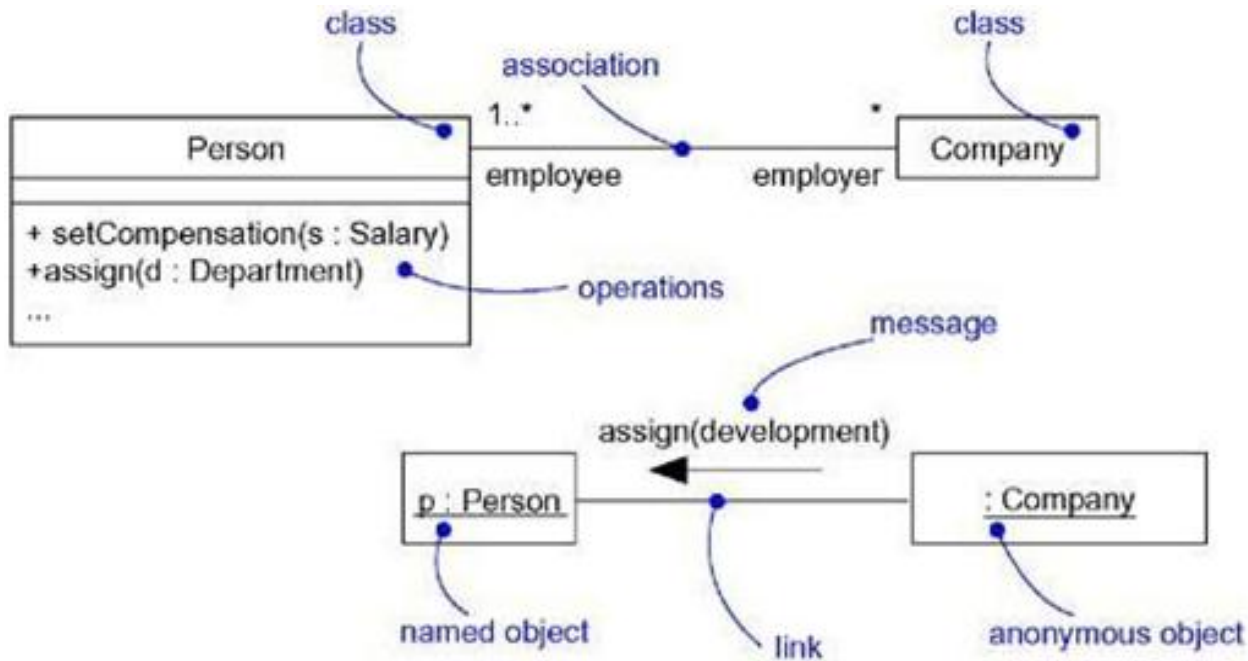 class
class
association
1..*
*
Person
Company
employee
employer
+ setCompensation(s : Salary)
+assign(d : Department)
...
operations
message
assign(development)
p : Person
: Company
named object
link
anonymous object